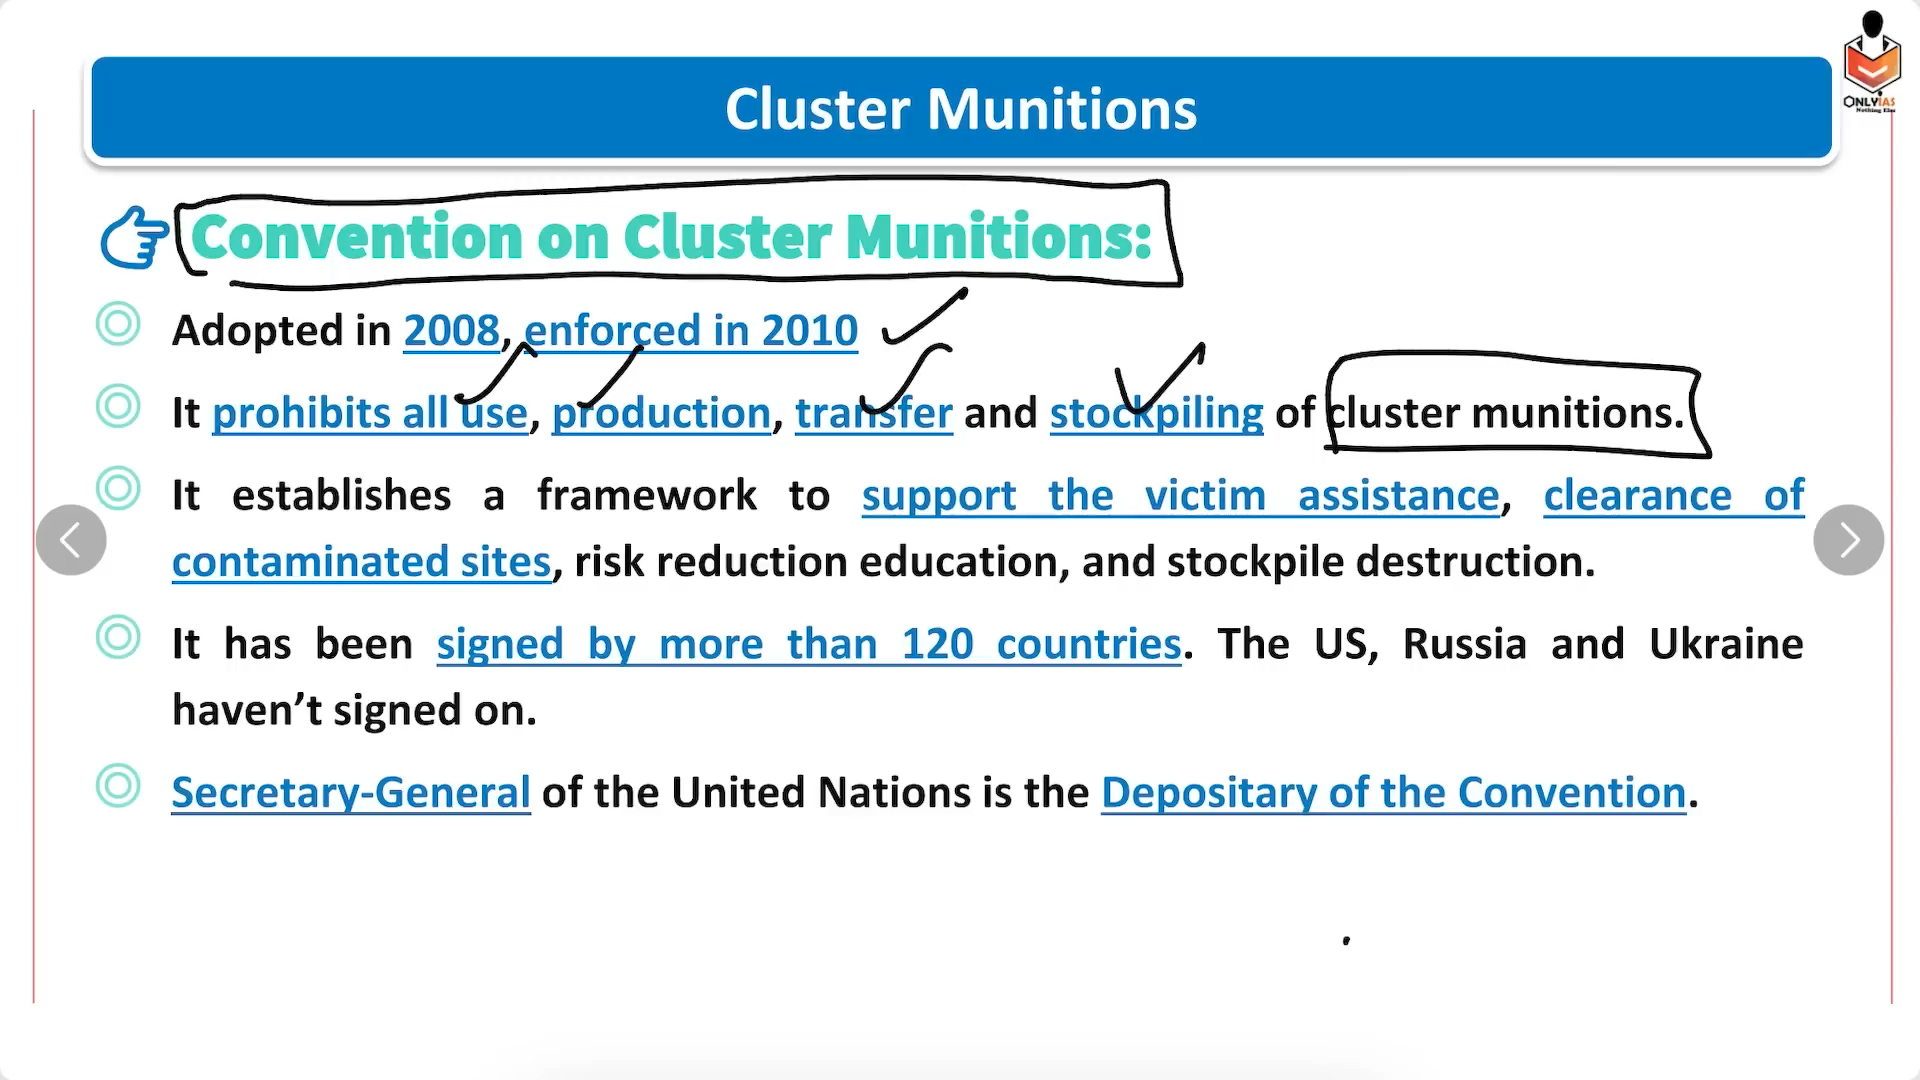 Cluster Munitions
ONLYIAS
Nothing Else
Convention on Cluster Munitions:
Adopted in 2008, enforced in 2010
It prohibits all use, production, transfer and stockpiling of cluster munitions.
It establishes a framework to support the victim assistance, clearance of
contaminated sites, risk reduction education, and stockpile destruction.
It has been signed by more than 120 countries. The US, Russia and Ukraine
haven’t signed on.
Secretary-General of the United Nations is the Depositary of the Convention.